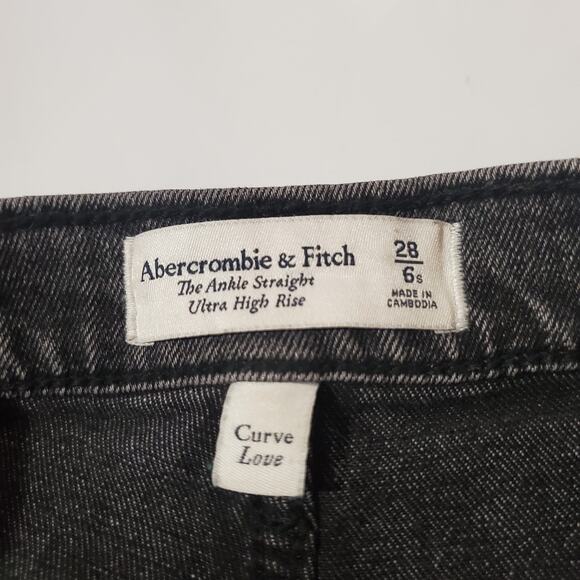 Abercrombie & Fitch
The Ankle Straight
Ultra High Rise
28
6s
MADE IN
CAMBODIA
Curve
Love